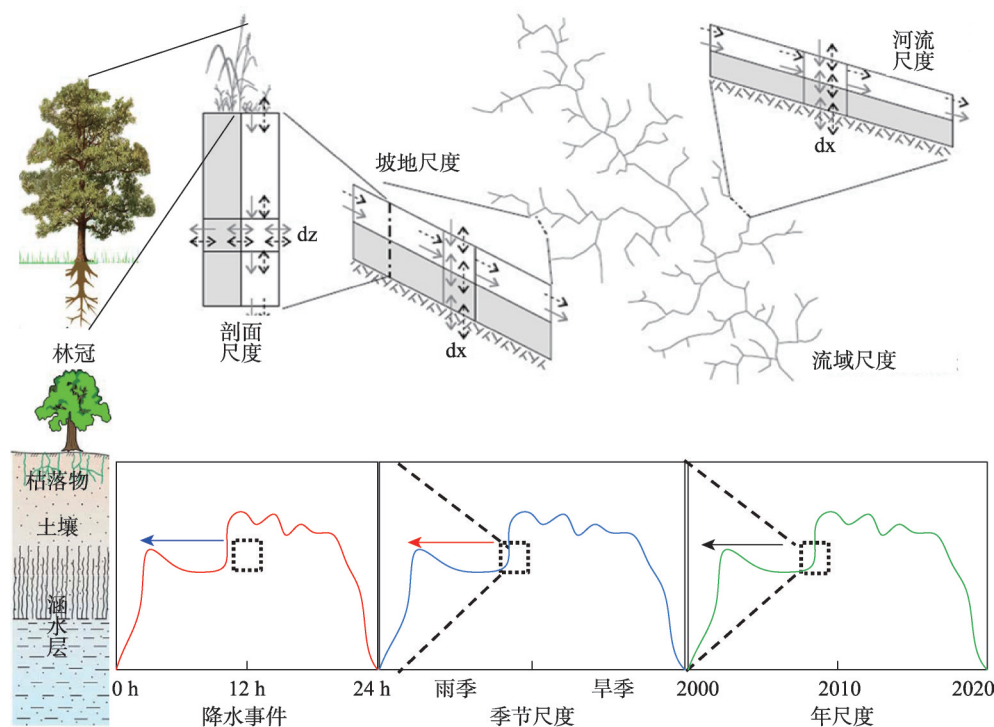 河流
尺度
dx
坡地尺度
dz
dx
剖面
尺度
流域尺度
林冠
枯落物
土壤
涵水层
0 h
12 h
24 h
雨季
旱季
2000
2010
2020
降水事件
季节尺度
年尺度